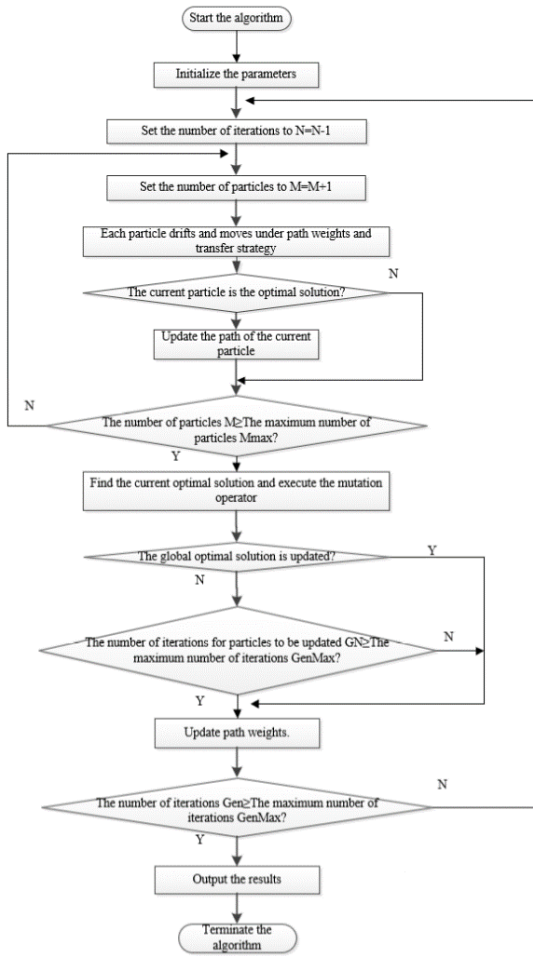 Start the algorithm
Initialize the parameters
Set the number of iterations to N=N-1
Set the number of particles to M=M+1
Each particle drifts and moves under path weights and
transfer strategy
N
The current particle is the optimal solution?
Update the path of the current
particle
N
The number of particles M≥The maximum number of
particles Mmax?
Y
Find the current optimal solution and execute the mutation
operator
The global optimal solution is updated?
Y
N
The number of iterations for particles to be updated GN≥The
maximum number of iterations GenMax?
N
Y
Update path weights.
The number of iterations Gen≥The maximum number of
iterations GenMax?
N
Y
Output the results
Terminate the
algorithm